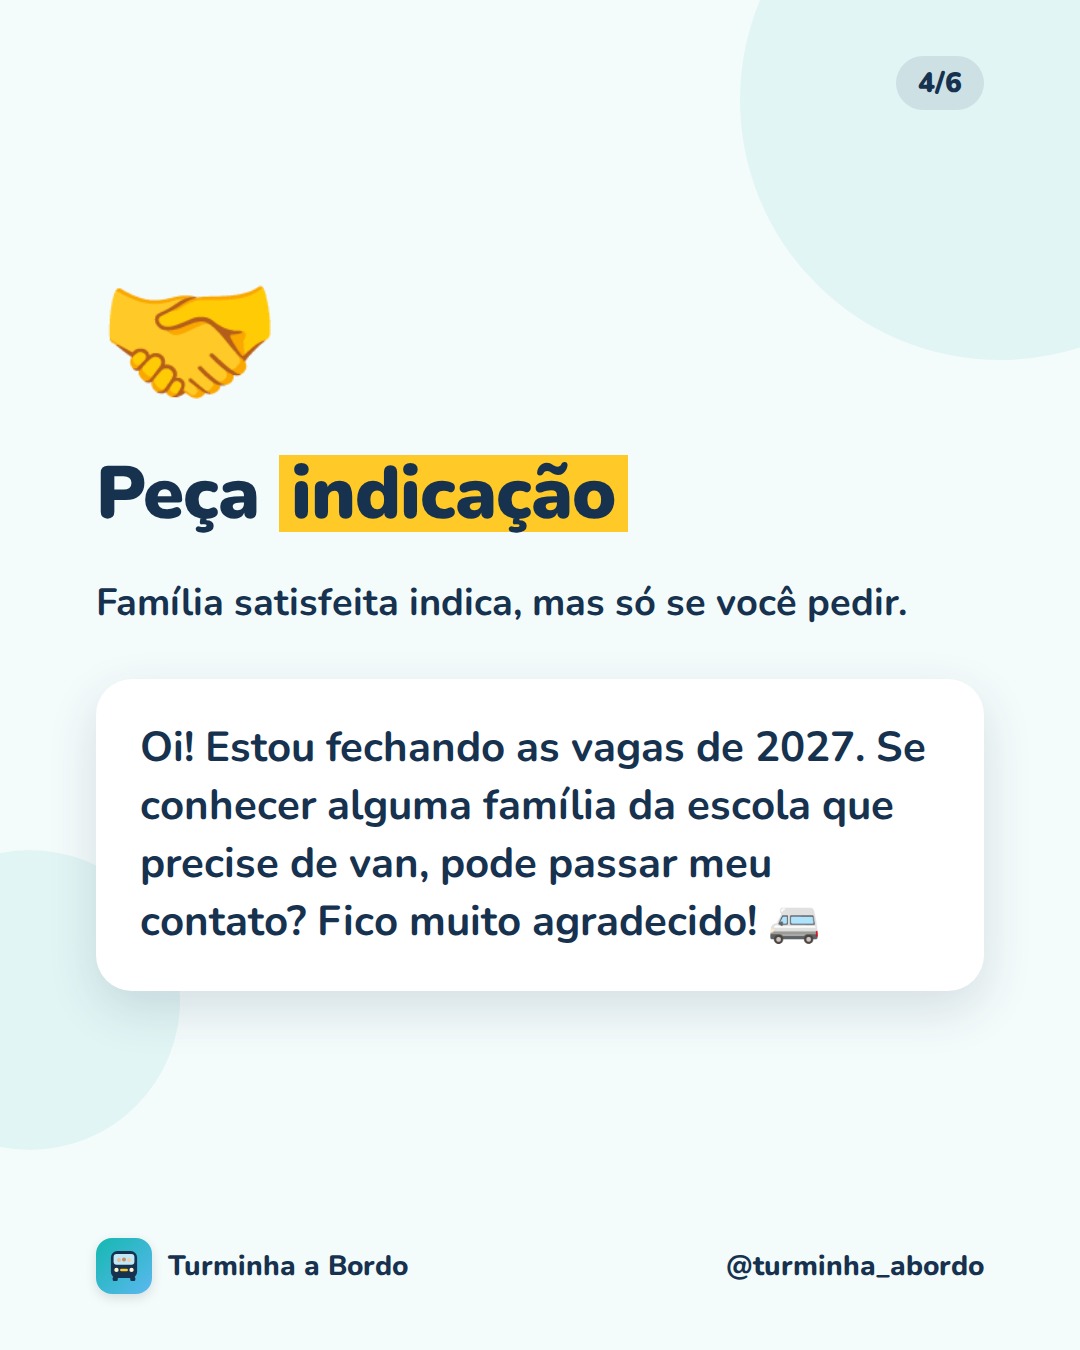 4/6
Peça indicação
Família satisfeita indica, mas só se você pedir.
Oi! Estou fechando as vagas de 2027. Se
conhecer alguma família da escola que
precise de van, pode passar meu
contato? Fico muito agradecido! 🚐
Turminha a Bordo
@turminha_abordo